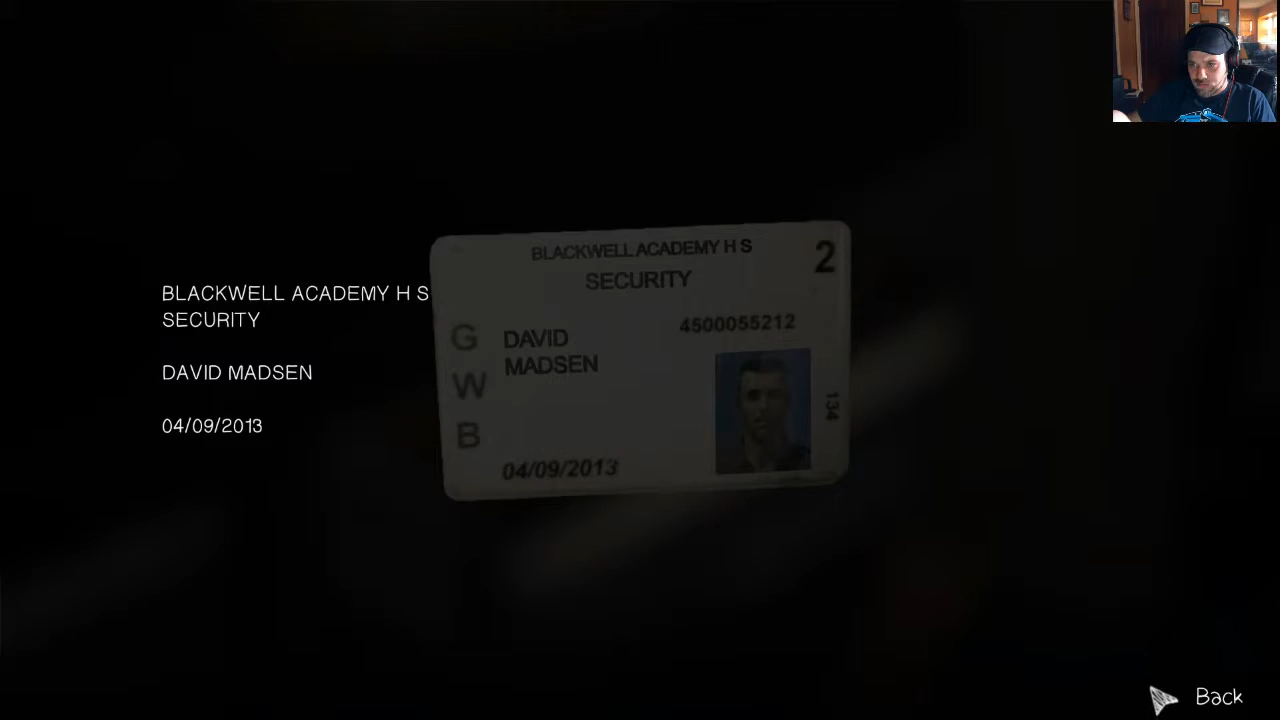 BLACKWELL ACADEMY H S
SECURITY
DAVID MADSEN
04/09/2013
BLACKWELL ACADEMY H S
SECURITY
2
4500055212
G
W
B
DAVID
MADSEN
134
04/09/2013
Back